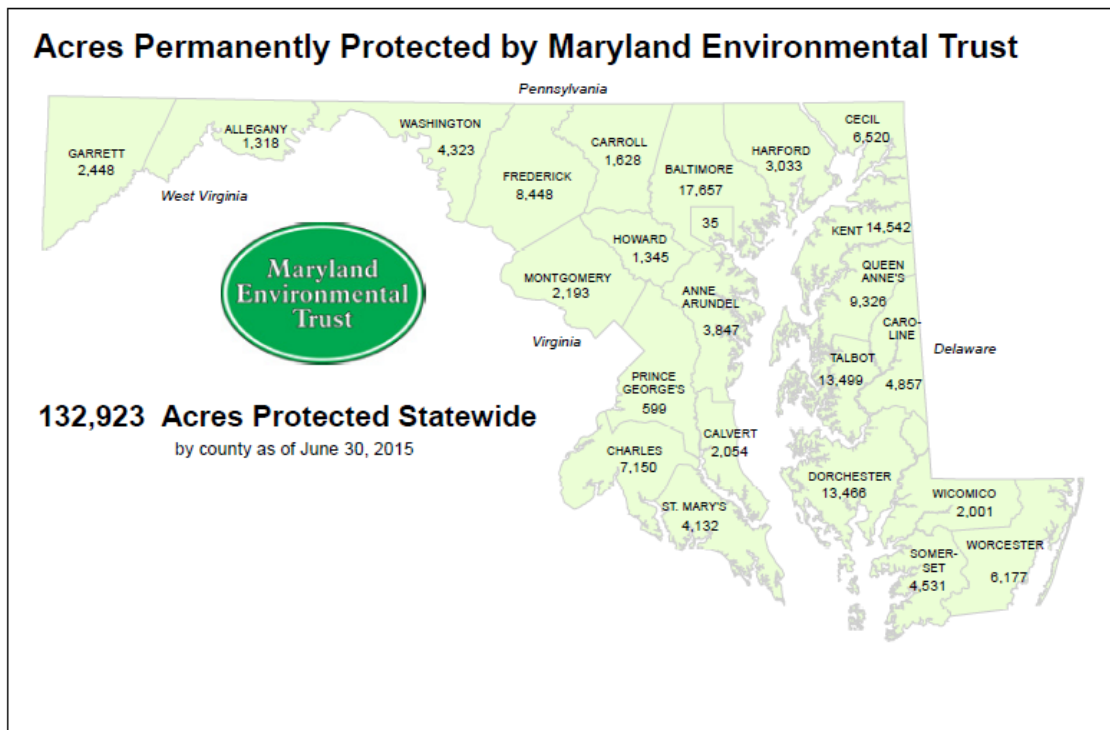 Acres Permanently Protected by Maryland Environmental Trust
Pennsylvania
GARRETT
2,448
ALLEGANY
1,318
WASHINGTON
4,323
FREDERICK
8,448
CARROLL
1,628
BALTIMORE
17,657
35
HARFORD
3,033
CECIL
6,520
West Virginia
KENT 14,542
HOWARD
1,345
MONTGOMERY
2,193
ANNE
ARUNDEL
3,847
QUEEN
ANNE'S
9,326
CARO-
LINE
4,857
TALBOT
13,499
Virginia
Delaware
Maryland
Environmental
Trust
PRINCE
GEORGE'S
599
132,923 Acres Protected Statewide
by county as of June 30, 2015
CHARLES
7,150
CALVERT
2,054
ST. MARY'S
4,132
DORCHESTER
13,466
WICOMICO
2,001
SOMER-
SET
4,531
WORCESTER
6,177